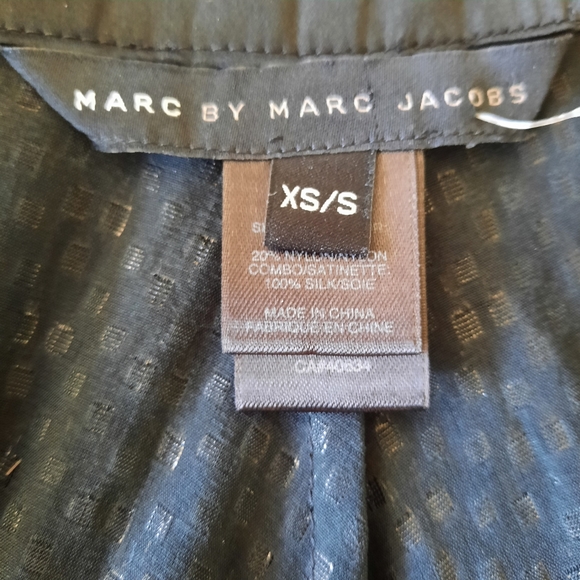 MARC BY MARC JACOBS
XS/S
20% NYLON/NYLON
COMBO/SATINETTE:
100% SILK/SOIE
MADE IN CHINA
FABRIQUE EN CHINE
CA#40634